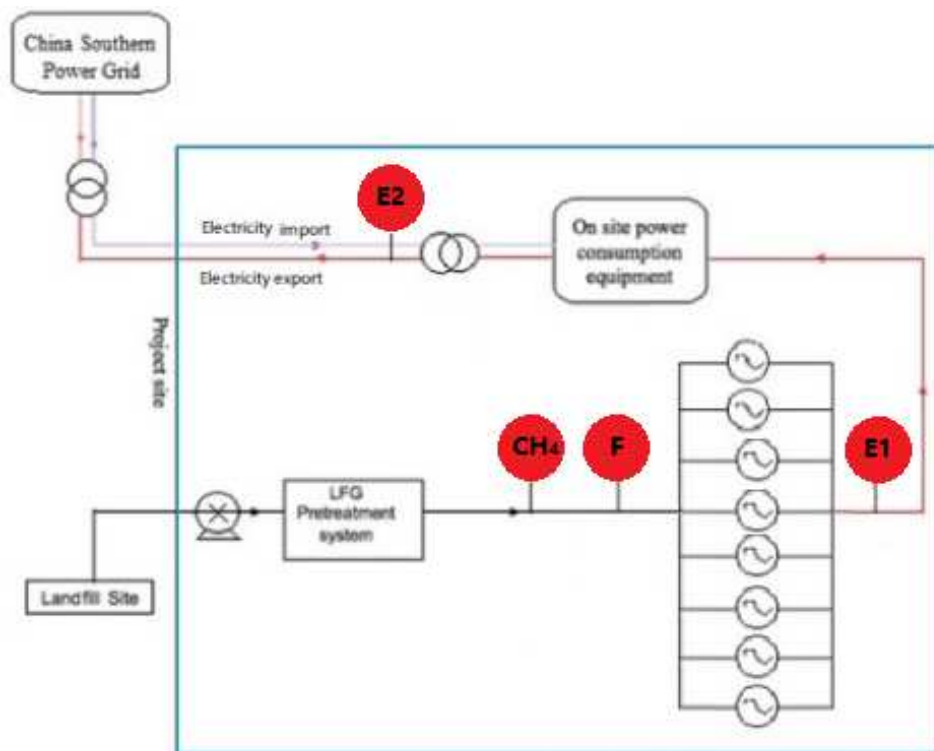 China Southern
Power Grid
E2
Electricity import
Electricity export
On site power
consumption
equipment
Project site
CH4
F
E1
LFG
Pretreatment
system
Landfill Site